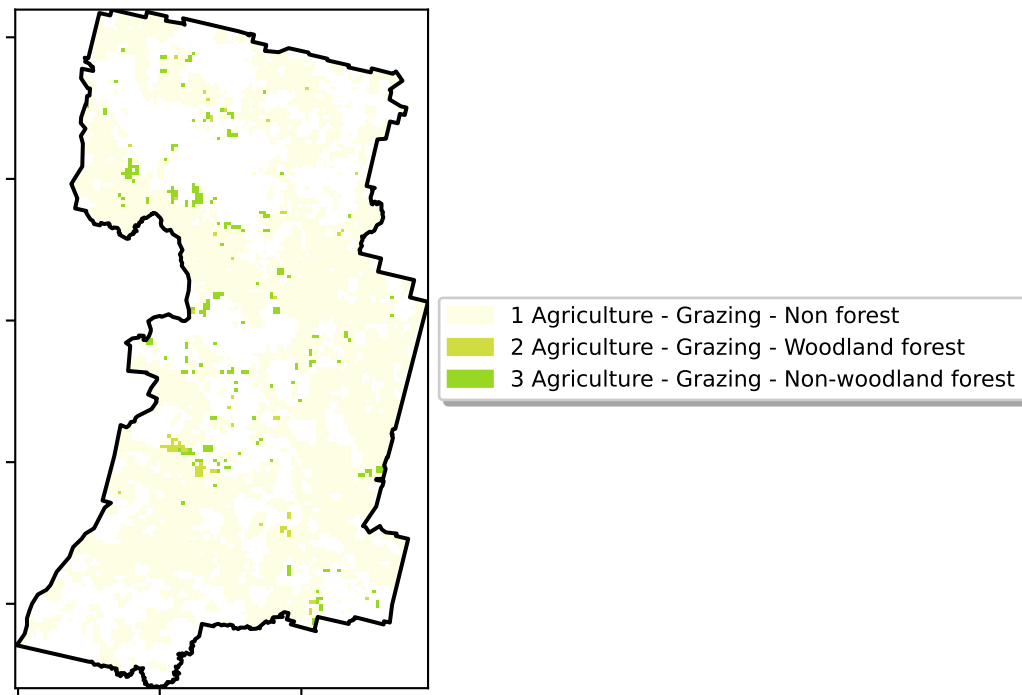 1 Agriculture - Grazing - Non forest
2 Agriculture - Grazing - Woodland forest
3 Agriculture - Grazing - Non-woodland forest